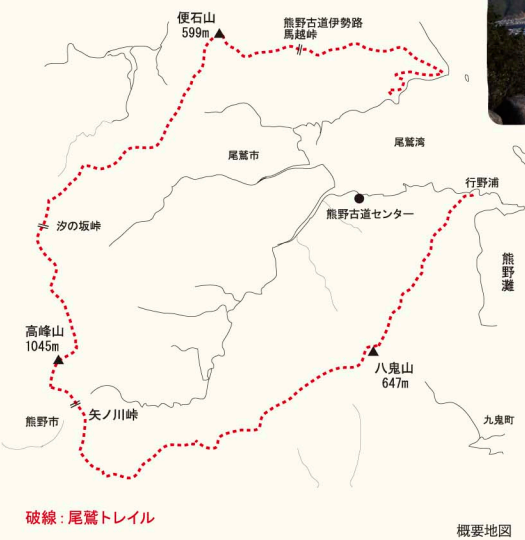 便石山
599m
熊野古道伊勢路
馬越峠
尾鷲市
尾鷲湾
行野浦
熊野古道センター
汐の坂峠
熊野灘
高峰山
1045m
八鬼山
647m
矢ノ川峠
熊野市
九鬼町
破線：尾鷲トレイル
概要地図